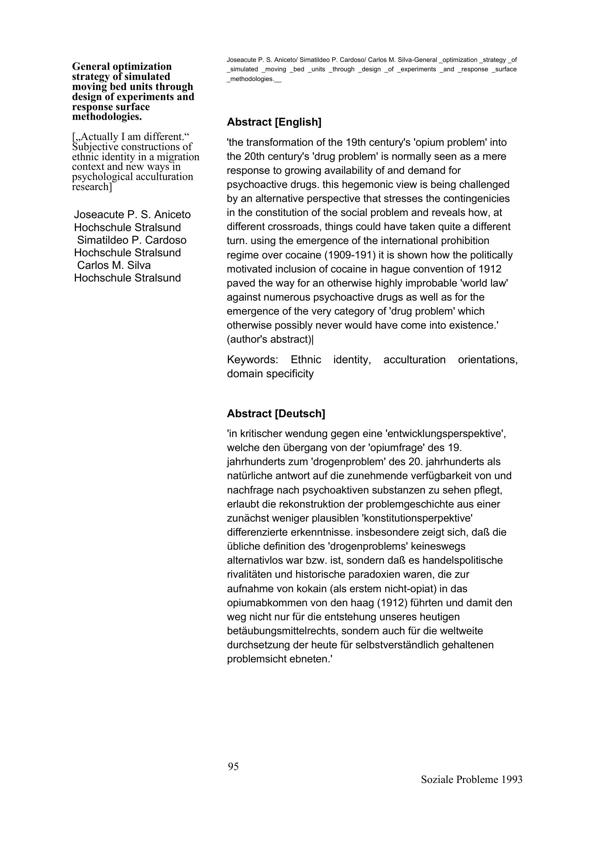 Joseacute P. S. Aniceto/ Simatildeo P. Cardoso/ Carlos M. Silva-General _optimization _strategy _of
_simulated _moving _bed _units _through _design _of _experiments _and _response _surface
_methodologies.__
General optimization
strategy of simulated
moving bed units through
design of experiments and
response surface
methodologies.
[„Actually I am different.“
Subjective constructions of
ethnic identity in a migration
context and new ways in
psychological acculturation
research]
Joseacute P. S. Aniceto
Hochschule Stralsund
Simatildeo P. Cardoso
Hochschule Stralsund
Carlos M. Silva
Hochschule Stralsund
Abstract [English]
'the transformation of the 19th century's 'opium problem' into
the 20th century's 'drug problem' is normally seen as a mere
response to growing availability of and demand for
psychoactive drugs. this hegemonic view is being challenged
by an alternative perspective that stresses the contingenicies
in the constitution of the social problem and reveals how, at
different crossroads, things could have taken quite a different
turn. using the emergence of the international prohibition
regime over cocaine (1909-191) it is shown how the politically
motivated inclusion of cocaine in hague convention of 1912
paved the way for an otherwise highly improbable 'world law'
against numerous psychoactive drugs as well as for the
emergence of the very category of 'drug problem' which
otherwise possibly never would have come into existence.'
(author's abstract)|
Keywords: Ethnic identity, acculturation orientations,
domain specificity
Abstract [Deutsch]
'in kritischer wendung gegen eine 'entwicklungsperspektive',
welche den übergang von der 'opiumfrage' des 19.
jahrhunderts zum 'drogenproblem' des 20. jahrhunderts als
natürliche antwort auf die zunehmende verfügbarkeit von und
nachfrage nach psychoaktiven substanzen zu sehen pflegt,
erlaubt die rekonstruktion der problemgeschichte aus einer
zunächst weniger plausiblen 'konstitutionsperpektive'
differenzierte erkenntnisse. insbesondere zeigt sich, daß die
übliche definition des 'drogenproblems' keineswegs
alternativlos war bzw. ist, sondern daß es handelspolitische
rivalitäten und historische paradoxien waren, die zur
aufnahme von kokain (als erstem nicht-opiat) in das
opiumabkommen von den haag (1912) führten und damit den
weg nicht nur für die entstehung unseres heutigen
betäubungsmittelrechts, sondern auch für die weltweite
durchsetzung der heute für selbstverständlich gehaltenen
problemsicht ebneten.'
95
Soziale Probleme 1993